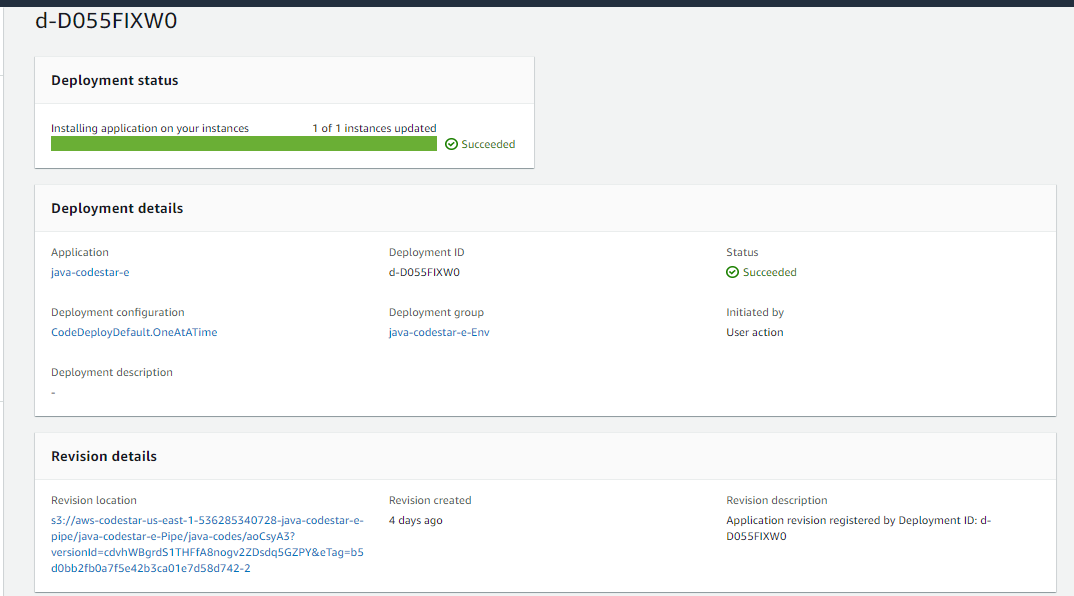 d-D055FIXW0
Deployment status
Installing application on your instances 1 of 1 instances updated
Succeeded
Deployment details
Application Deployment ID Status
java-codestar-e d-D055FIXW0 Succeeded
Deployment configuration Deployment group Initiated by
CodeDeployDefault.OneAtATime java-codestar-e-Env User action
Deployment description
-
Revision details
Revision location Revision created Revision description
s3://aws-codestar-us-east-1-536285340728-java-codestar-e- 4 days ago Application revision registered by Deployment ID: d-
pipe/java-codestar-e-Pipe/java-codes/aoCsyA3? D055FIXW0
versionId=cdvhWBgrdS1THFfA8nogv2ZDsdq5GZPY&eTag=b5
d0bb2fb0a7f5e42b3ca01e7d58d742-2